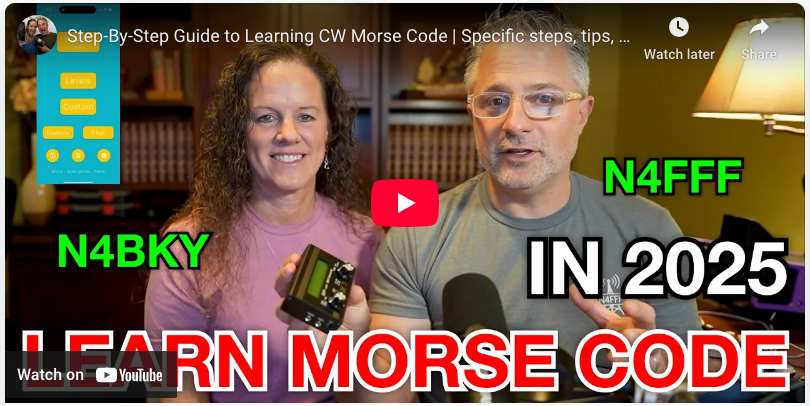 Step-By-Step Guide to Learning CW Morse Code | Specific steps, tips, ...
Watch later
Share
Levels
Custom
N4FFF
N4BKY
IN 2025
N4FFF
LEARN MORSE CODE
Watch on YouTube